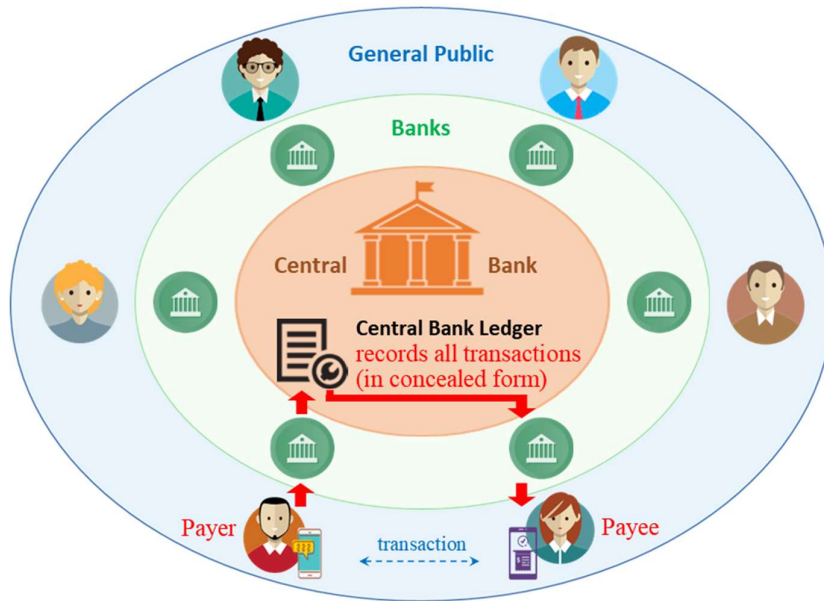 General Public
Banks
Central Bank
Central Bank Ledger
records all transactions
(in concealed form)
Payer
transaction
Payee